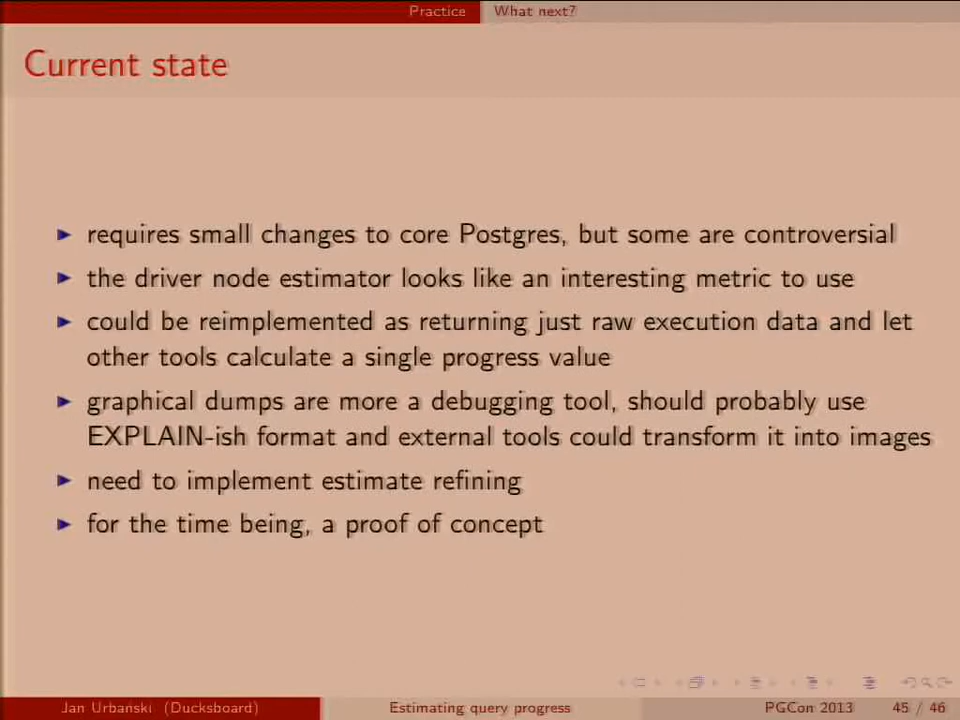 Practice What next?
Current state
requires small changes to core Postgres, but some are controversial
the driver node estimator looks like an interesting metric to use
could be reimplemented as returning just raw execution data and let
other tools calculate a single progress value
graphical dumps are more a debugging tool, should probably use
EXPLAIN-ish format and external tools could transform it into images
need to implement estimate refining
for the time being, a proof of concept
Jan Urbański (Ducksboard) Estimating query progress PGCon 2013 45 / 46